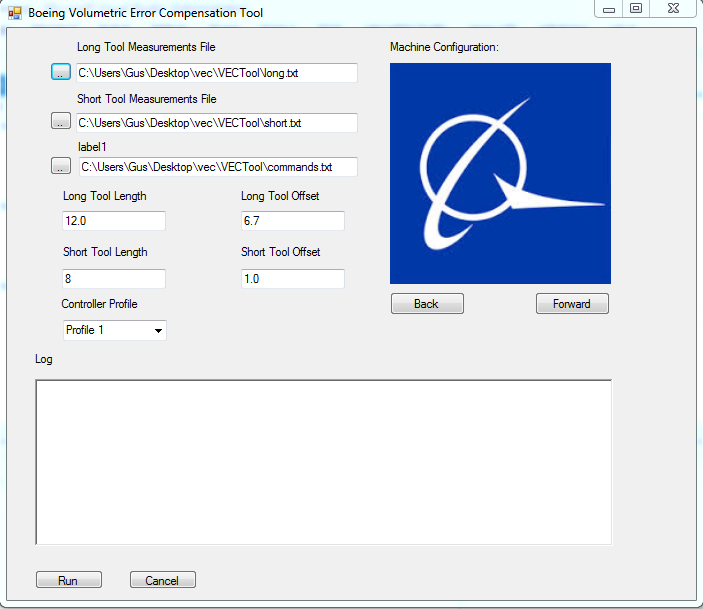 Boeing Volumetric Error Compensation Tool
Long Tool Measurements File
Machine Configuration:
.. C:\Users\Gus\Desktop\vec\VECTool\long.txt
Short Tool Measurements File
.. C:\Users\Gus\Desktop\vec\VECTool\short.txt
label1
.. C:\Users\Gus\Desktop\vec\VECTool\commands.txt
Long Tool Length
Long Tool Offset
12.0
6.7
Short Tool Length
Short Tool Offset
8
1.0
Back
Forward
Controller Profile
Profile 1
Log
Run
Cancel